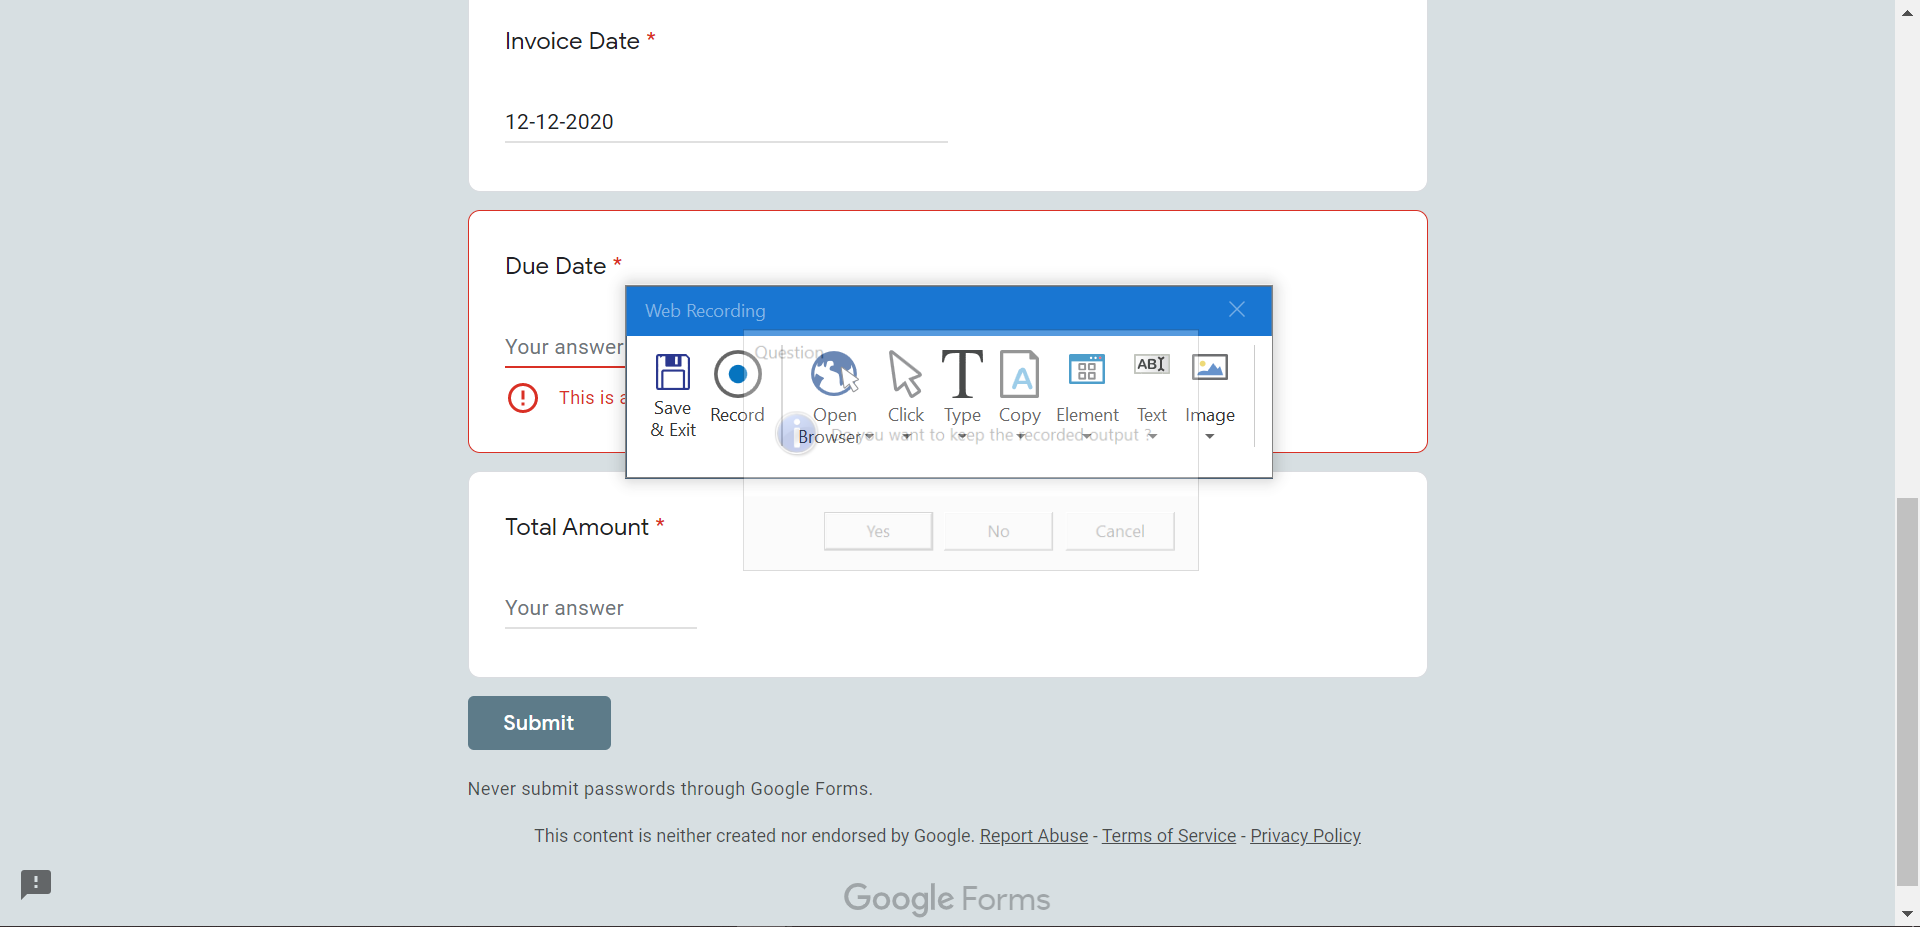 Invoice Date *
12-12-2020
Due Date *
Your answer
This is a
Web Recording
Question
Save
& Exit
Record
Open
Browser
Click
Type
Copy
Element
Text
Image
ABI
A
Do you want to keep the recorded output ?
Yes
No
Cancel
Total Amount *
Your answer
Submit
Never submit passwords through Google Forms.
This content is neither created nor endorsed by Google. Report Abuse - Terms of Service - Privacy Policy
Google Forms